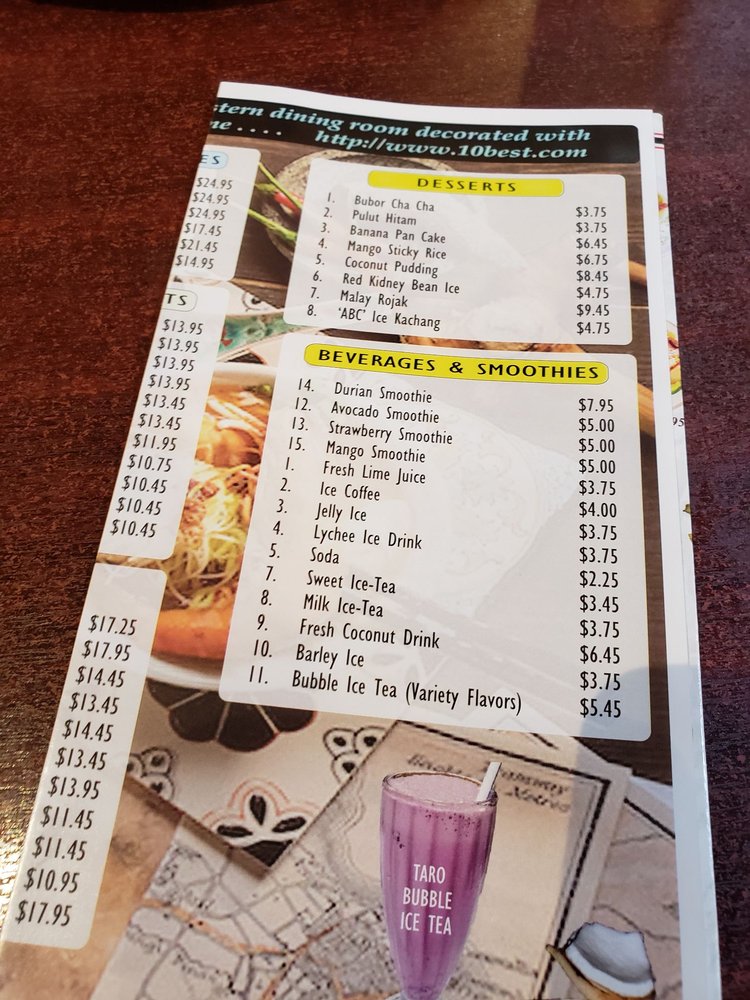 stern dining room decorated with
ne .... http://www.10best.com
ES
$24.95
$24.95
$24.95
$17.45
$21.45
$14.95
TS
$13.95
$13.95
$13.95
$13.95
$13.45
$13.45
$11.95
$10.75
$10.45
$10.45
$10.45
$17.25
$17.95
$14.45
$13.45
$14.45
$13.45
$13.95
$11.45
$11.45
$10.95
$17.95
DESSERTS
1. Bubor Cha Cha $3.75
2. Pulut Hitam $3.75
3. Banana Pan Cake $6.45
4. Mango Sticky Rice $6.75
5. Coconut Pudding $8.45
6. Red Kidney Bean Ice $4.75
7. Malay Rojak $9.45
8. 'ABC' Ice Kachang $4.75
BEVERAGES & SMOOTHIES
14. Durian Smoothie $7.95
12. Avocado Smoothie $5.00
13. Strawberry Smoothie $5.00
15. Mango Smoothie $5.00
1. Fresh Lime Juice $3.75
2. Ice Coffee $4.00
3. Jelly Ice $3.75
4. Lychee Ice Drink $3.75
5. Soda $2.25
7. Sweet Ice-Tea $3.45
8. Milk Ice-Tea $3.75
9. Fresh Coconut Drink $6.45
10. Barley Ice $3.75
11. Bubble Ice Tea (Variety Flavors) $5.45
TARO
BUBBLE
ICE TEA